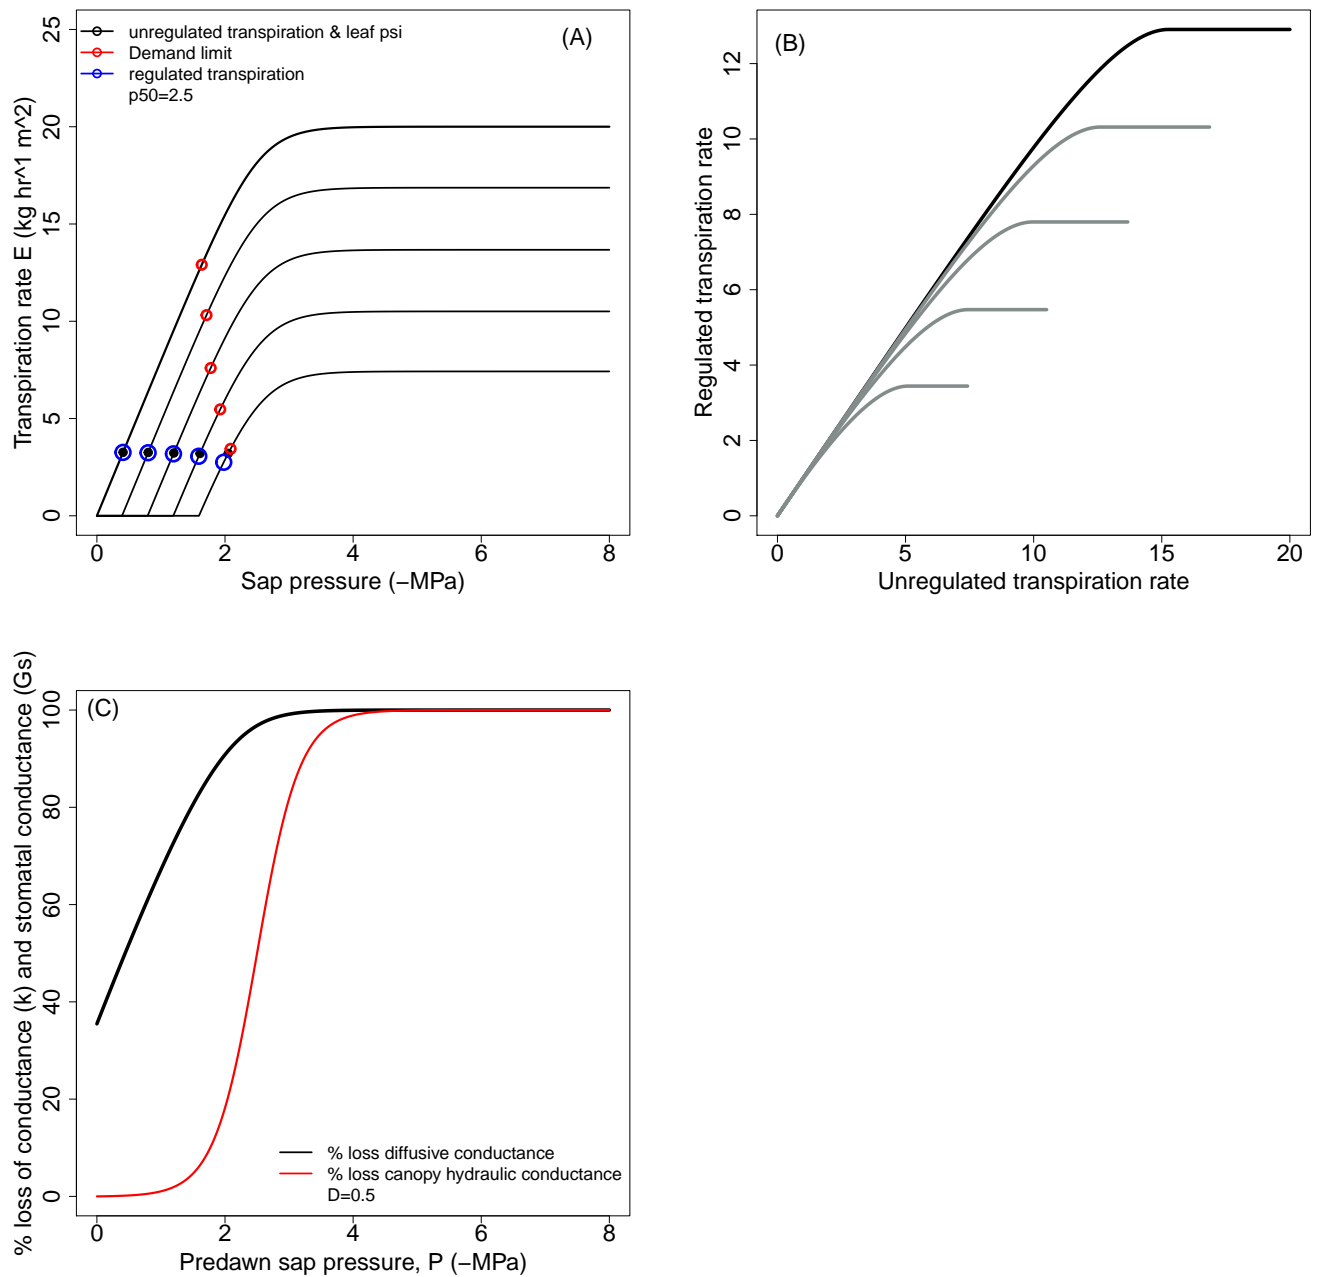 unregulated transpiration & leaf psi
Demand limit
regulated transpiration
p50=2.5
(A)
Transpiration rate E (kg hr^1 m^2)
25
20
15
10
5
0
0 2 4 6 8
Sap pressure (−MPa)
(B)
Regulated transpiration rate
12
10
8
6
4
2
0
0 5 10 15 20
Unregulated transpiration rate
(C)
% loss of conductance (k) and stomatal conductance (Gs)
100
80
60
40
20
0
% loss diffusive conductance
% loss canopy hydraulic conductance
D=0.5
0 2 4 6 8
Predawn sap pressure, P (−MPa)